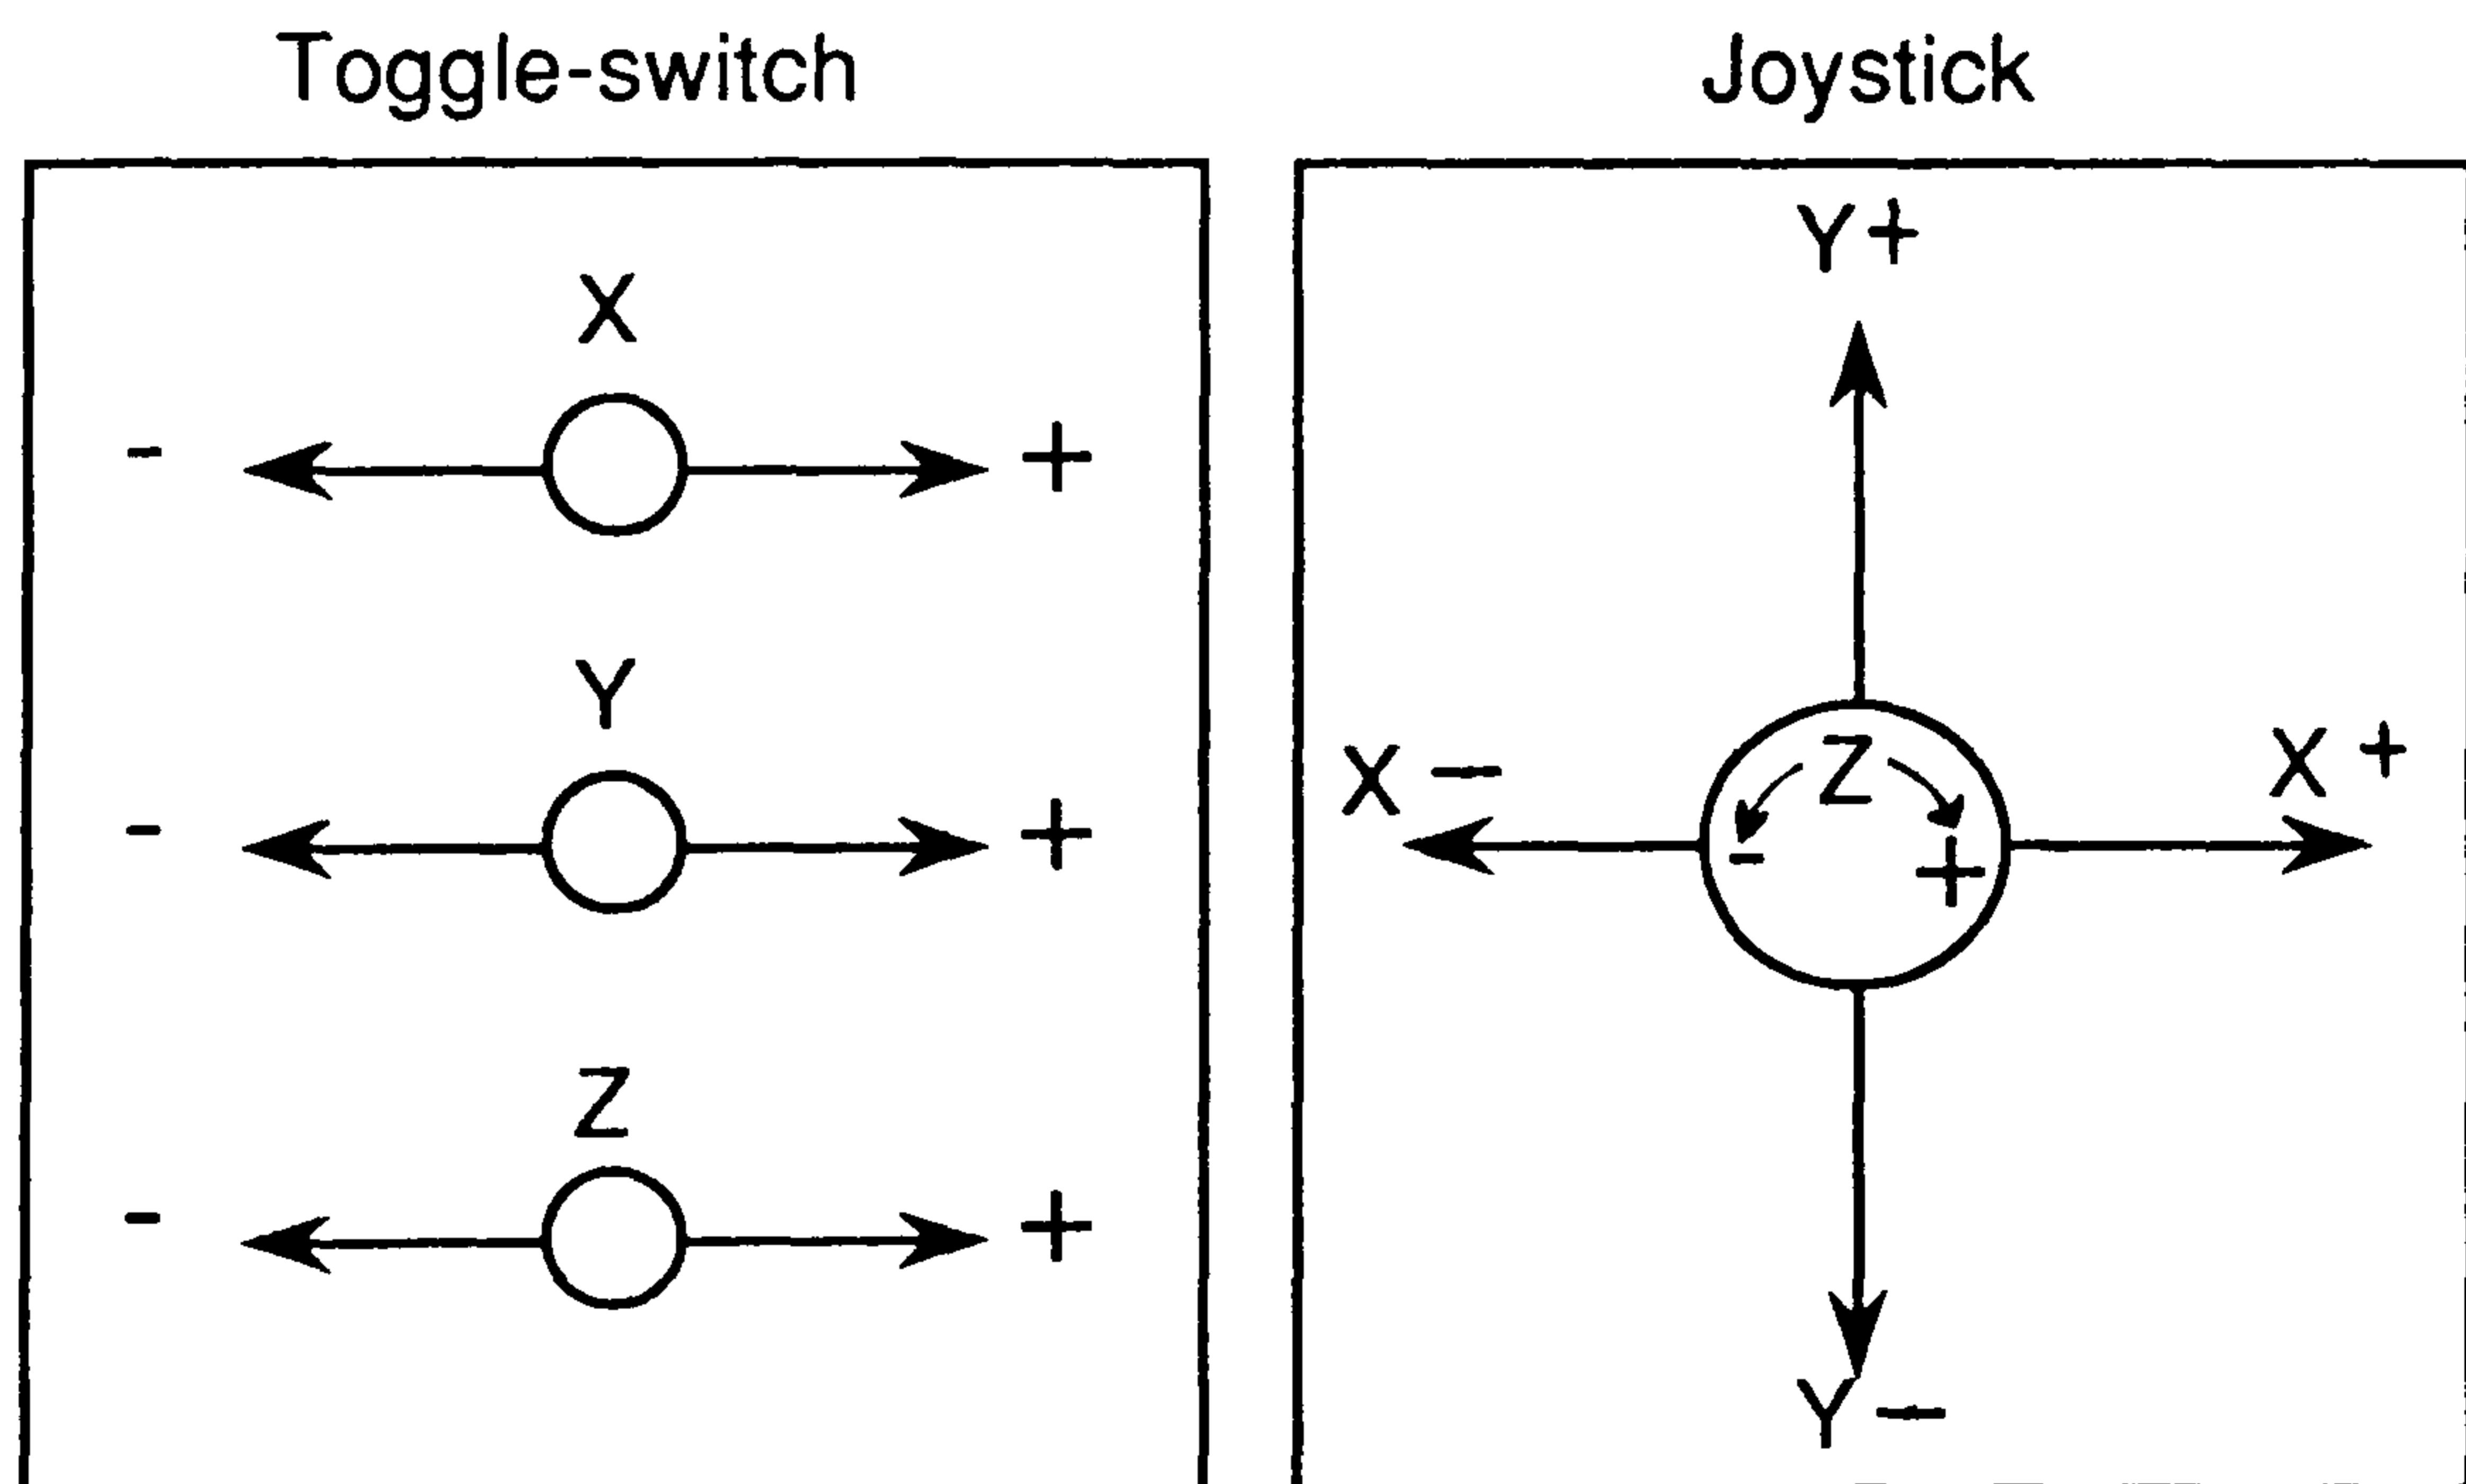 Toggle-switch
X
- +
Y
- +
Z
- +
Joystick
Y+
X - X +
Z
- +
Y -